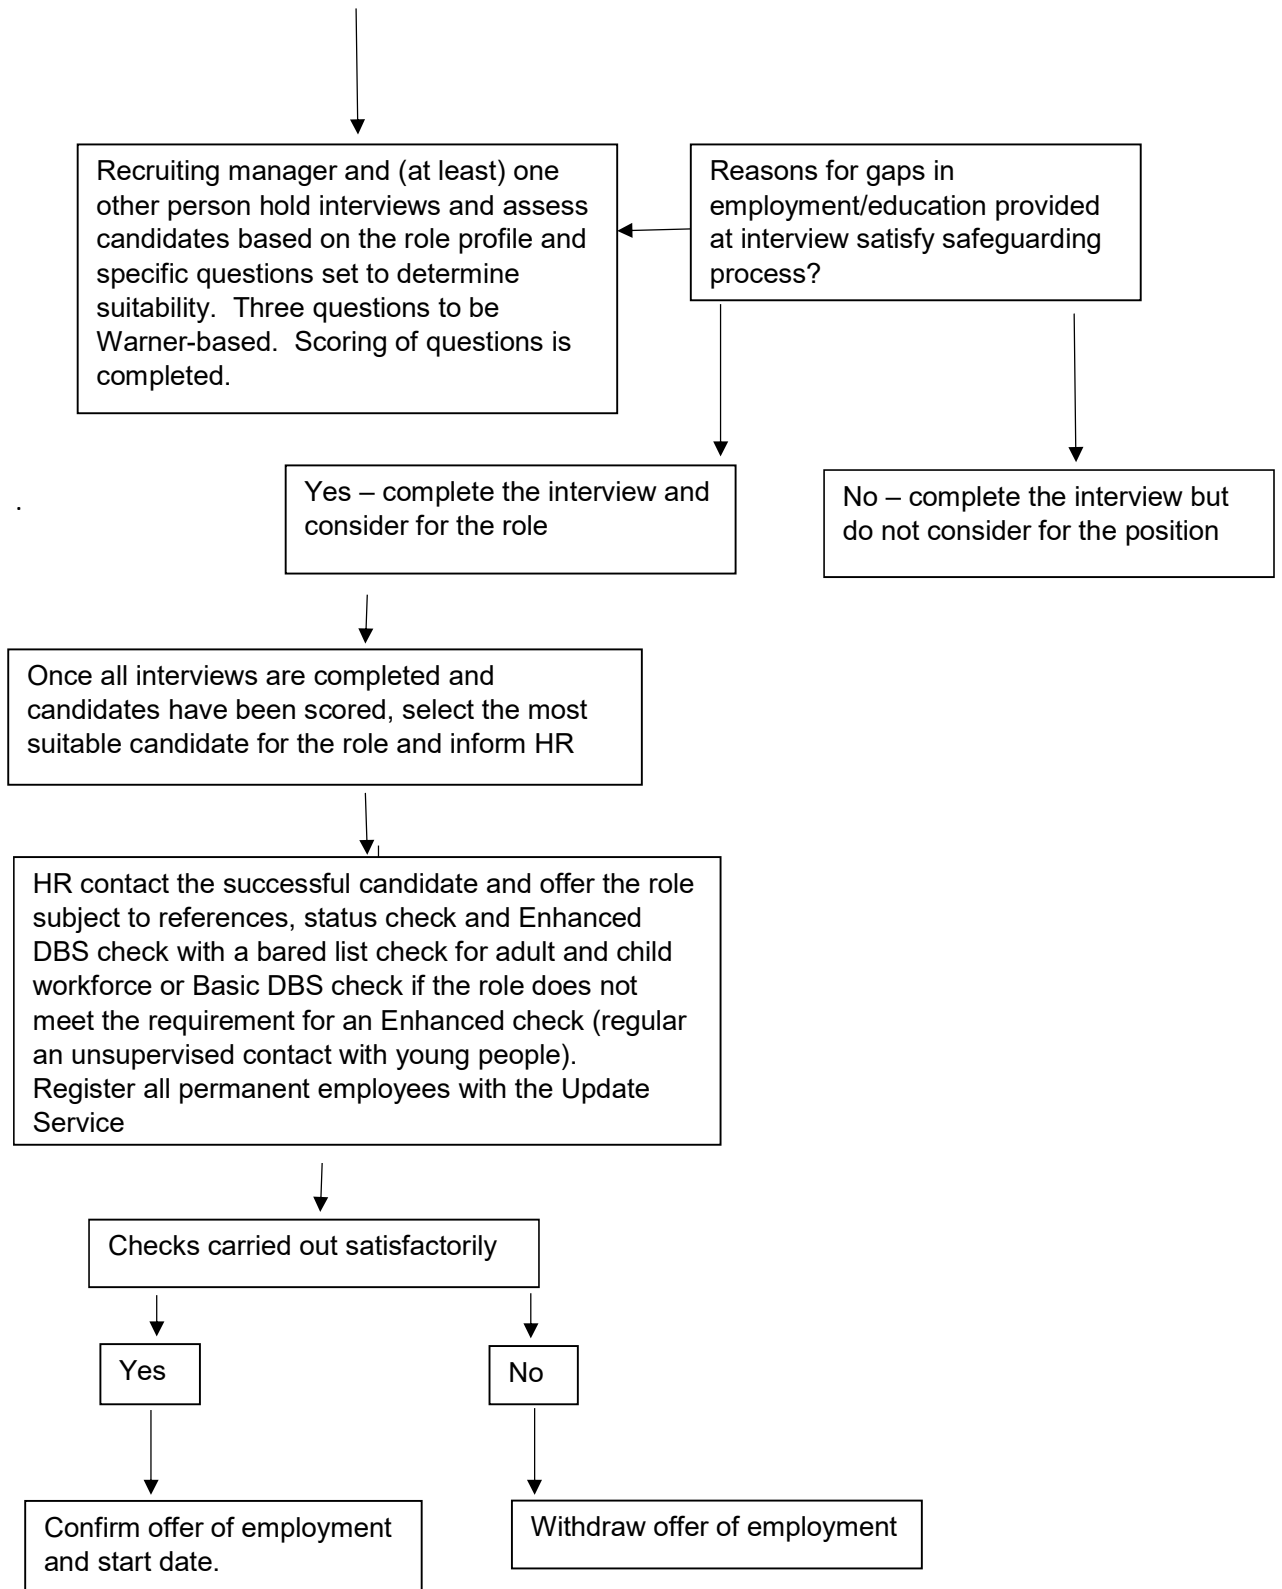 Recruiting manager and (at least) one
other person hold interviews and assess
candidates based on the role profile and
specific questions set to determine
suitability.  Three questions to be
Warner-based.  Scoring of questions is
completed.
Reasons for gaps in
employment/education provided
at interview satisfy safeguarding
process?
Yes – complete the interview and
consider for the role
No – complete the interview but
do not consider for the position
.
Once all interviews are completed and
candidates have been scored, select the most
suitable candidate for the role and inform HR
HR contact the successful candidate and offer the role
subject to references, status check and Enhanced
DBS check with a bared list check for adult and child
workforce or Basic DBS check if the role does not
meet the requirement for an Enhanced check (regular
an unsupervised contact with young people).
Register all permanent employees with the Update
Service
Checks carried out satisfactorily
Yes
No
Confirm offer of employment
and start date.
Withdraw offer of employment